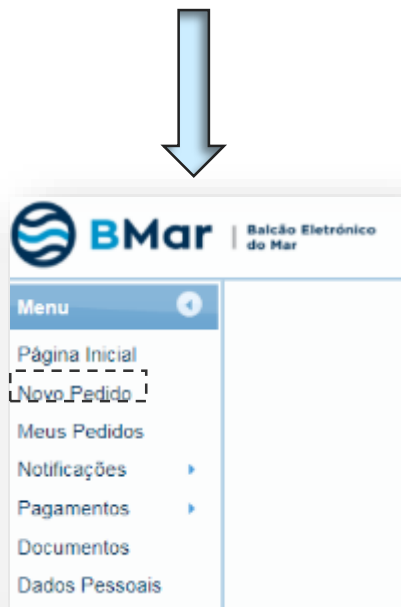 BMar | Balcão Eletrónico
do Mar
Menu
Página Inicial
Novo Pedido
Meus Pedidos
Notificações
Pagamentos
Documentos
Dados Pessoais